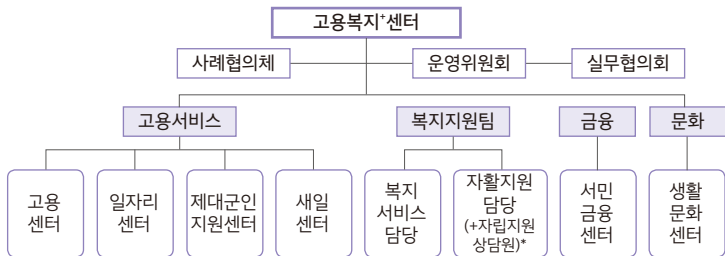 고용복지⁺센터
사례협의체
운영위원회
실무협의회
고용서비스
복지지원팀
금융
문화
고용
센터
일자리
센터
제대군인
지원센터
새일
센터
복지
서비스
담당
자활지원
담당
(+자립지원
상담원)*
서민
금융
센터
생활
문화
센터